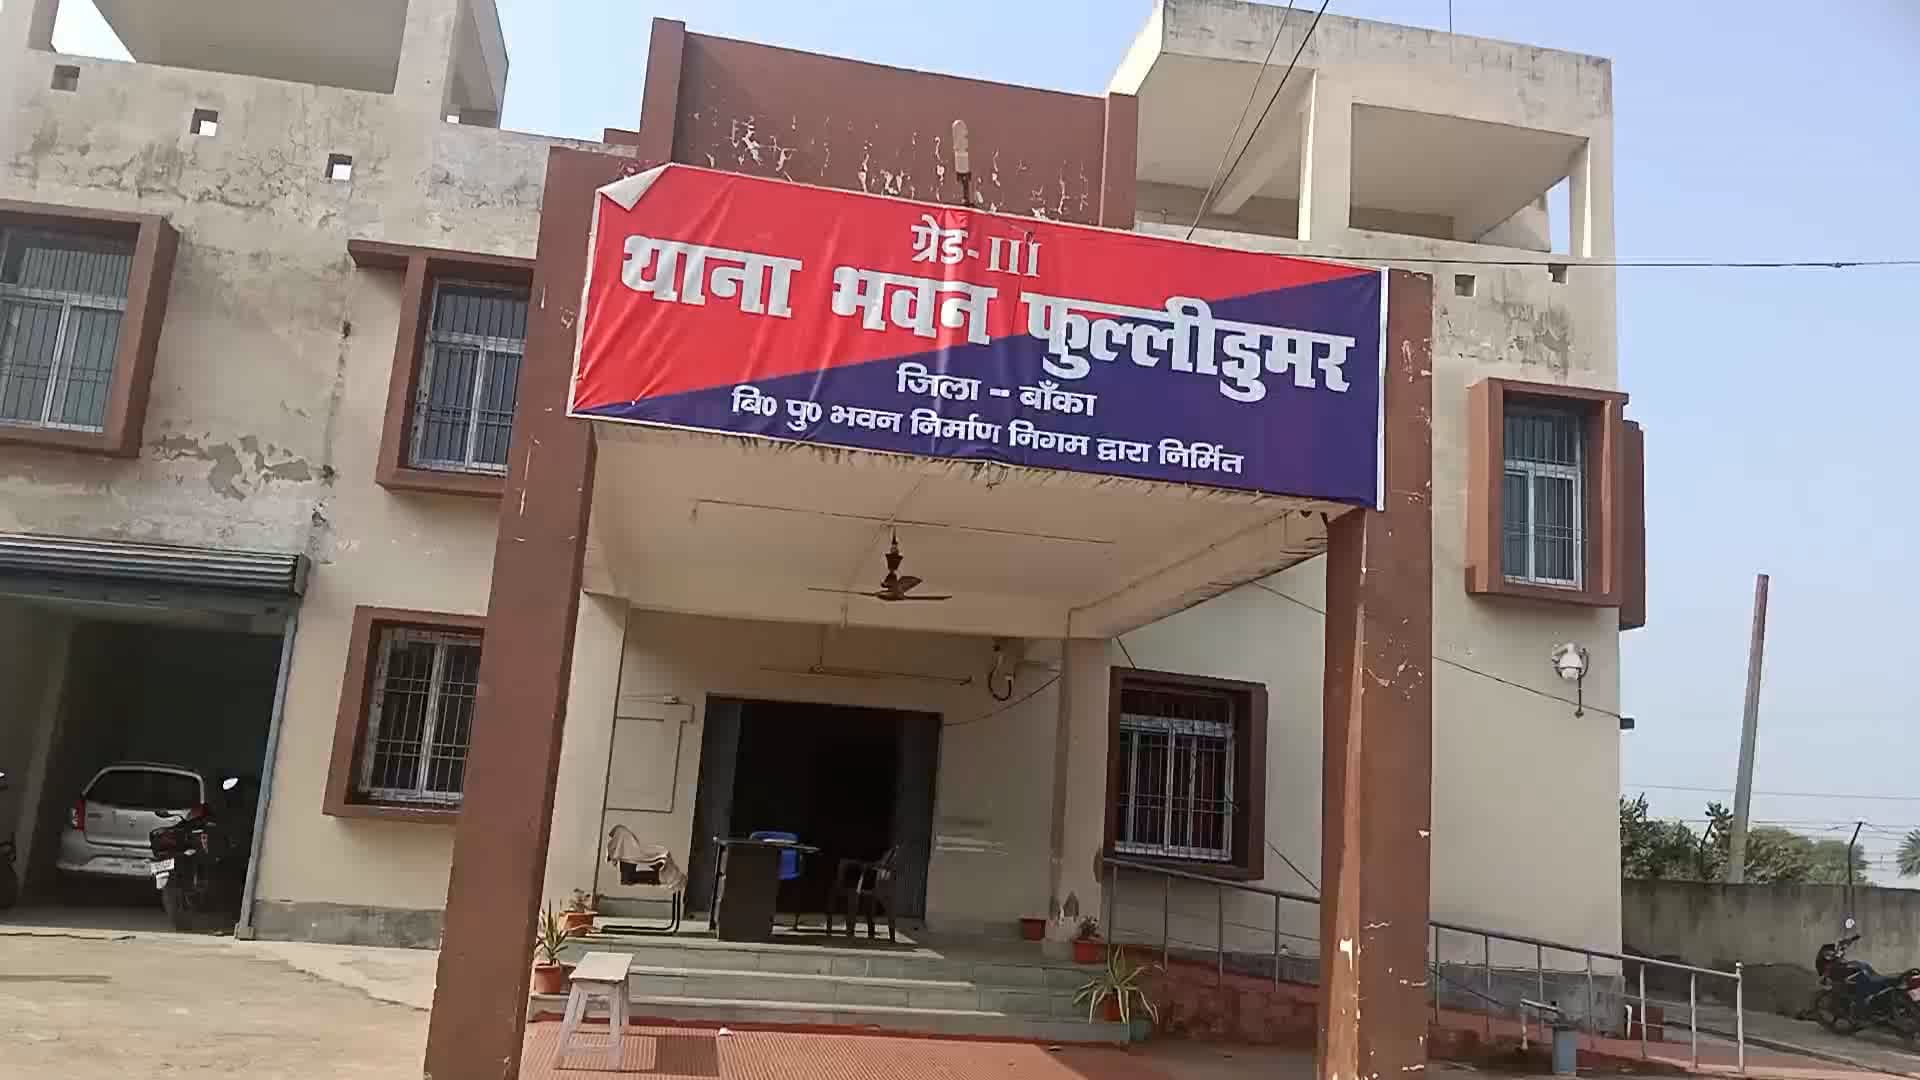 ग्रेड-III
थाना भवन फुल्लीडुमर
जिला -- बाँका
बि० पु० भवन निर्माण निगम द्वारा निर्मित